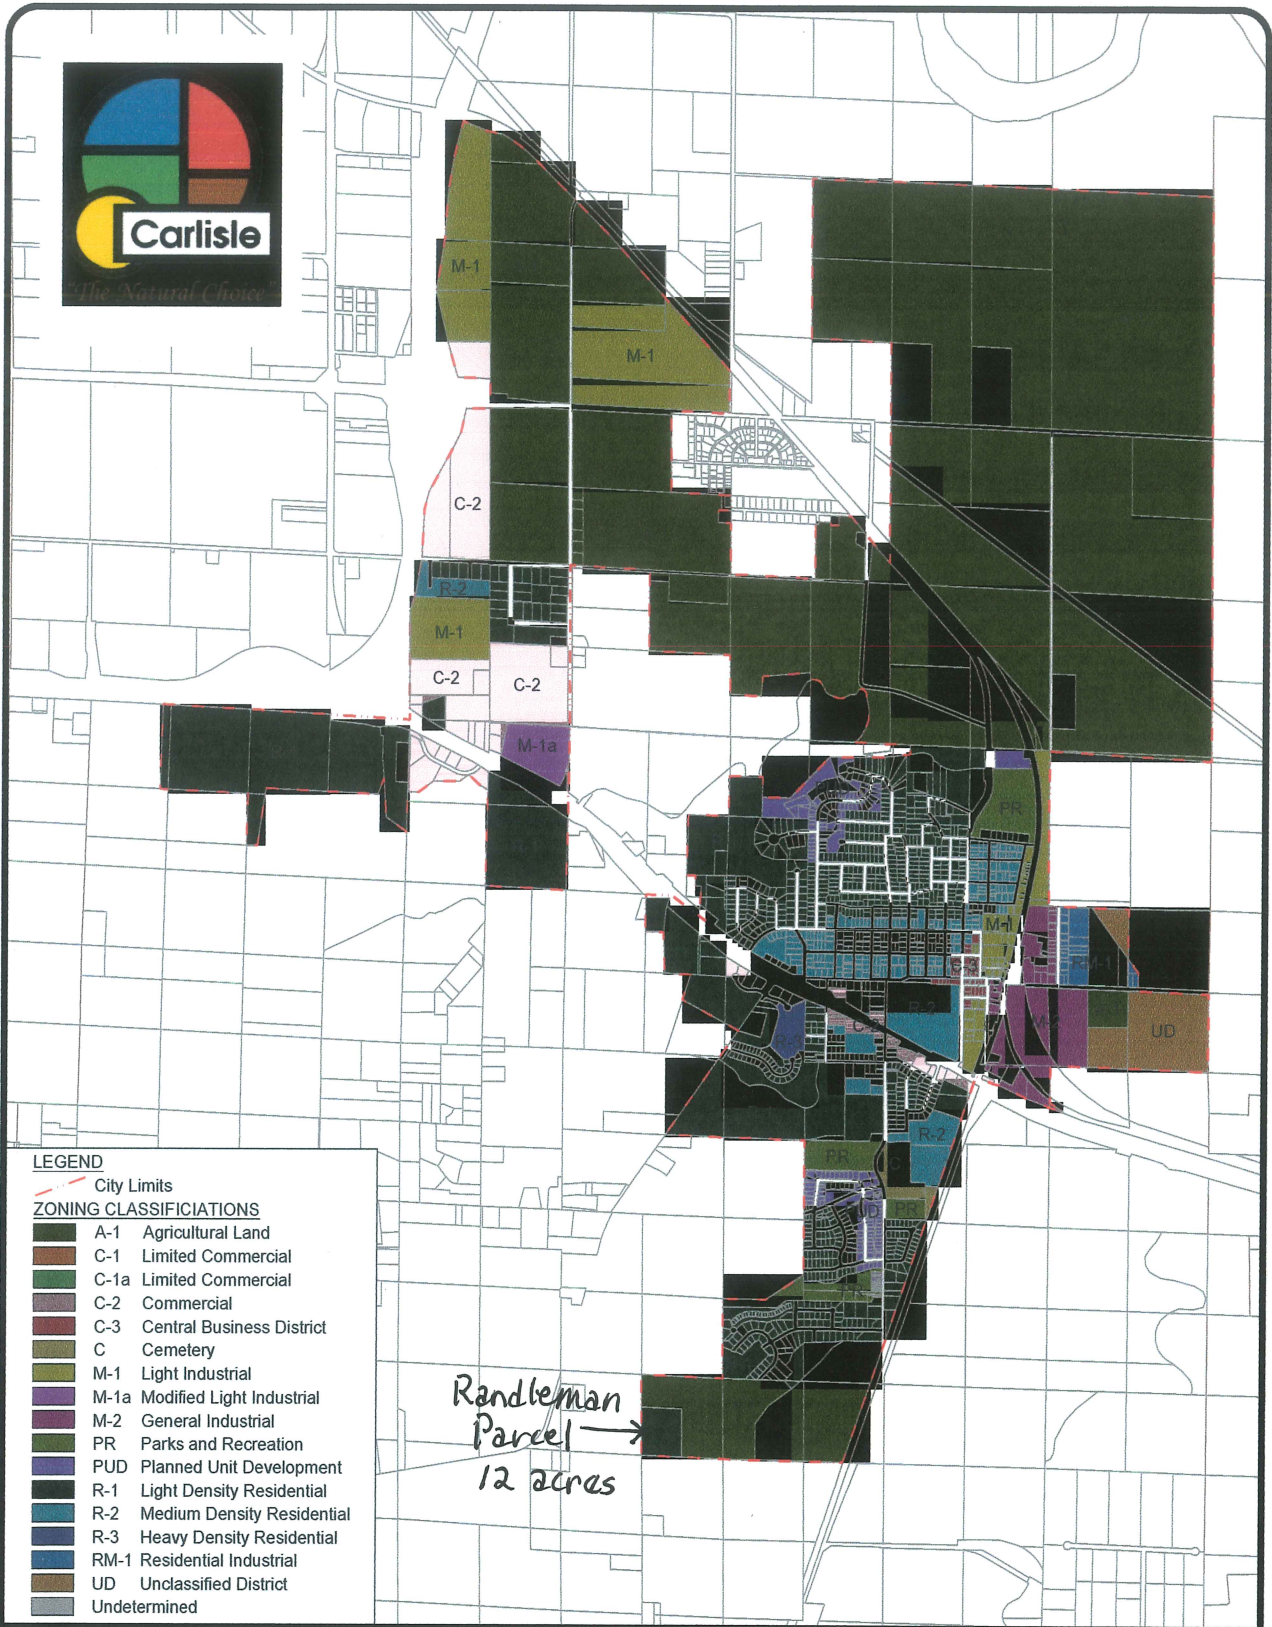 Carlisle
"The Natural Choice"
M-1
M-1
C-2
R-2
M-1
C-2
C-2
M-1a
PR
M-1
RM-1
C-3
R-2
C-2
M-2
UD
R-3
R-2
PR
C
PUD
PR
PR
Randleman
Parcel
12 acres
LEGEND
City Limits
ZONING CLASSIFICIATIONS
A-1 Agricultural Land
C-1 Limited Commercial
C-1a Limited Commercial
C-2 Commercial
C-3 Central Business District
C Cemetery
M-1 Light Industrial
M-1a Modified Light Industrial
M-2 General Industrial
PR Parks and Recreation
PUD Planned Unit Development
R-1 Light Density Residential
R-2 Medium Density Residential
R-3 Heavy Density Residential
RM-1 Residential Industrial
UD Unclassified District
Undetermined